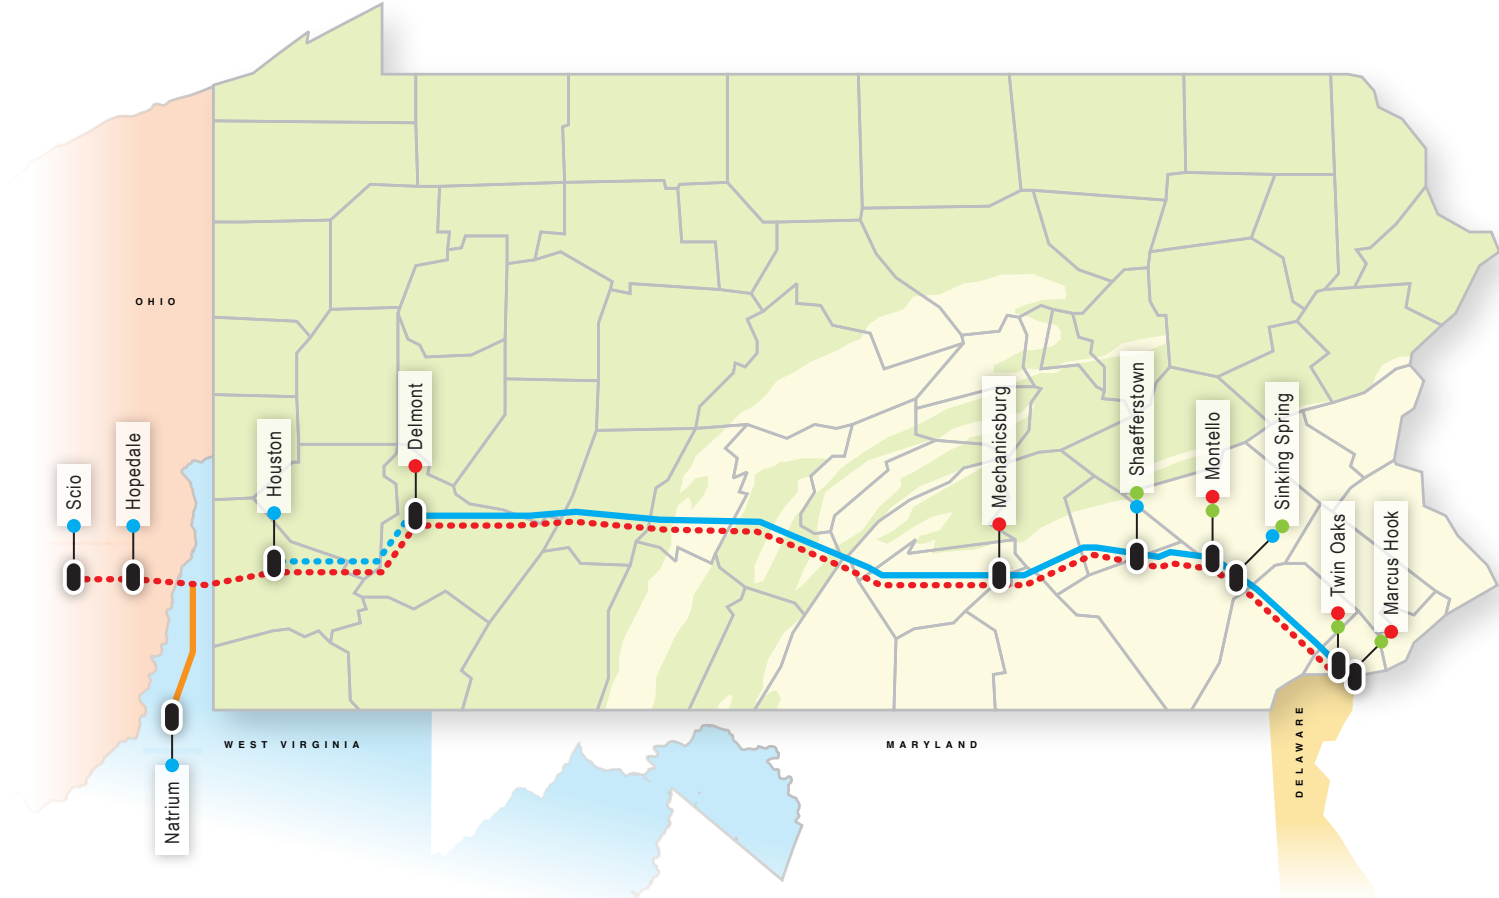 OHIO
Scio
Hopedale
Houston
Delmont
Mechanicsburg
Shaefferstown
Montello
Sinking Spring
Twin Oaks
Marcus Hook
Natrium
WEST VIRGINIA
MARYLAND
DELAWARE